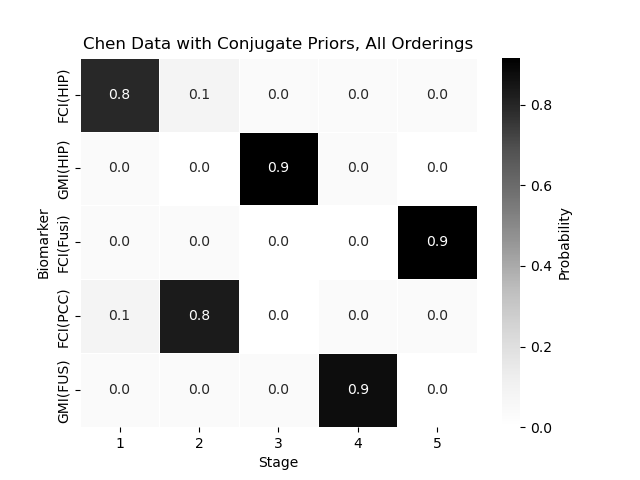 Chen Data with Conjugate Priors, All Orderings
FCI(HIP) 0.8 0.1 0.0 0.0 0.0
GMI(HIP) 0.0 0.0 0.9 0.0 0.0
FCI(Fusi) 0.0 0.0 0.0 0.0 0.9
FCI(PCC) 0.1 0.8 0.0 0.0 0.0
GMI(FUS) 0.0 0.0 0.0 0.9 0.0
Biomarker
1 2 3 4 5
Stage
0.8
0.6
0.4
0.2
0.0
Probability